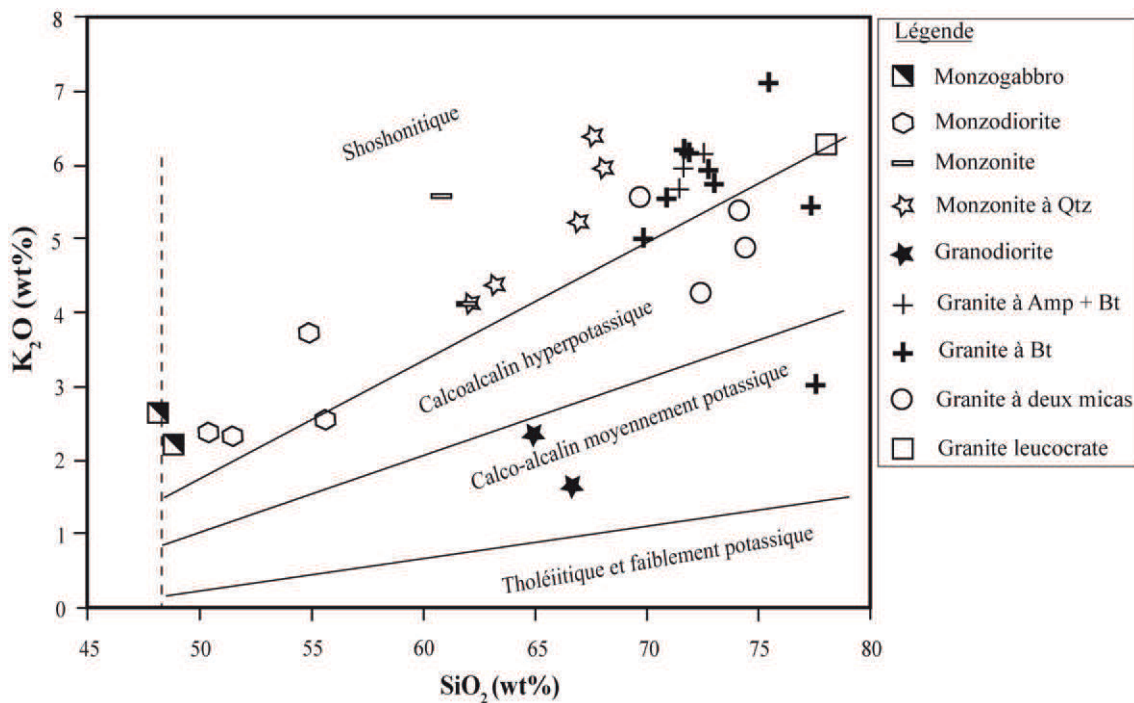 8
7
6
5
4
3
2
1
0
K₂O (wt%)
45
50
55
60
65
70
75
80
SiO₂ (wt%)
Shoshonitique
Calcoalcalin hyperpotassique
Calco-alcalin moyennement potassique
Tholéiitique et faiblement potassique
Légende
Monzogabbro
Monzodiorite
Monzonite
Monzonite à Qtz
Granodiorite
Granite à Amp + Bt
Granite à Bt
Granite à deux micas
Granite leucocrate